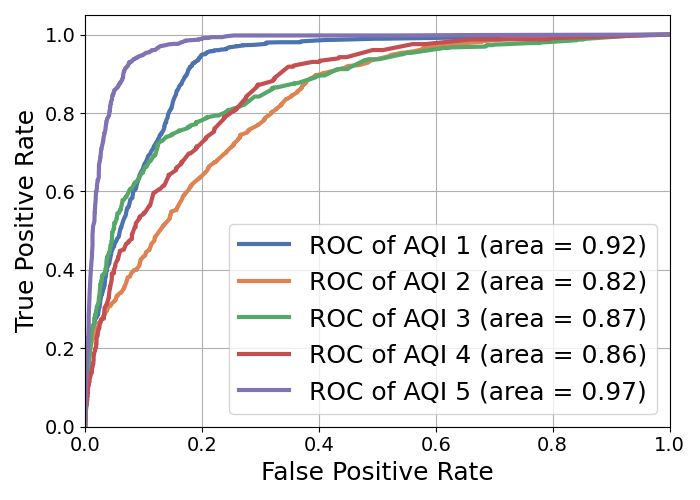 1.0
0.8
0.6
0.4
0.2
0.0
True Positive Rate
ROC of AQI 1 (area = 0.92)
ROC of AQI 2 (area = 0.82)
ROC of AQI 3 (area = 0.87)
ROC of AQI 4 (area = 0.86)
ROC of AQI 5 (area = 0.97)
0.0 0.2 0.4 0.6 0.8 1.0
False Positive Rate